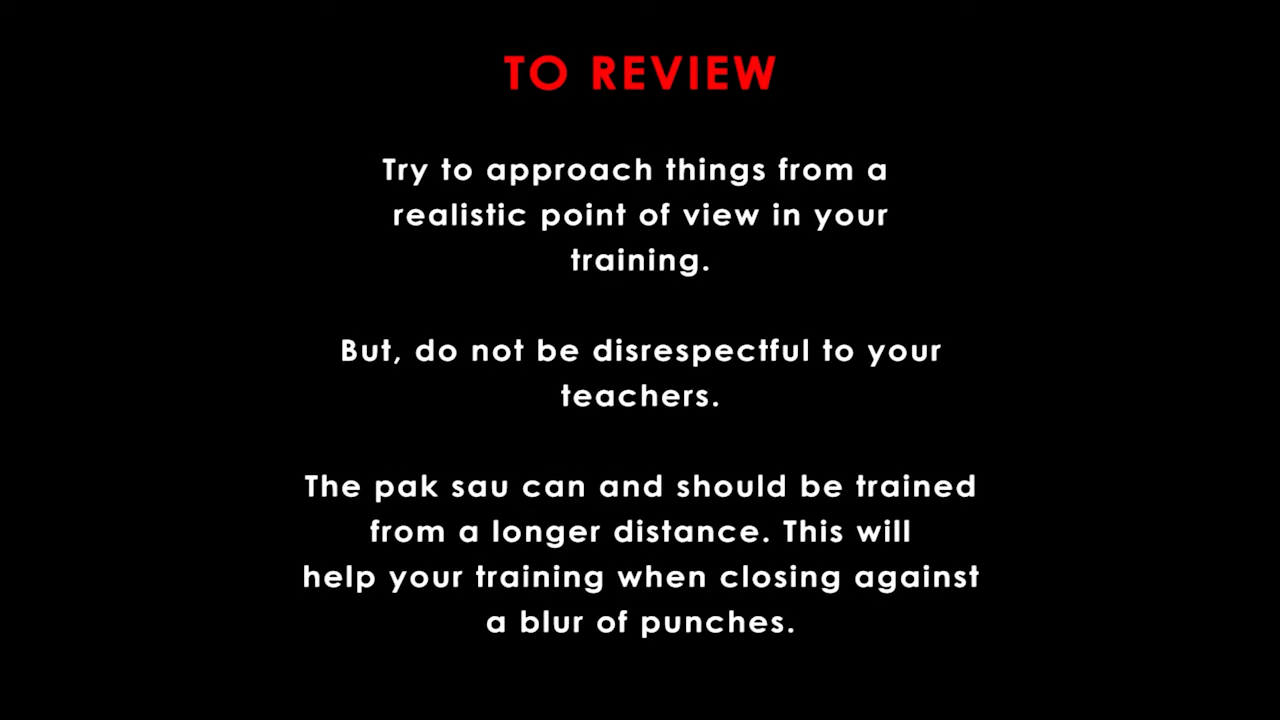 TO REVIEW
Try to approach things from a
realistic point of view in your
training.
But, do not be disrespectful to your
teachers.
The pak sau can and should be trained
from a longer distance. This will
help your training when closing against
a blur of punches.